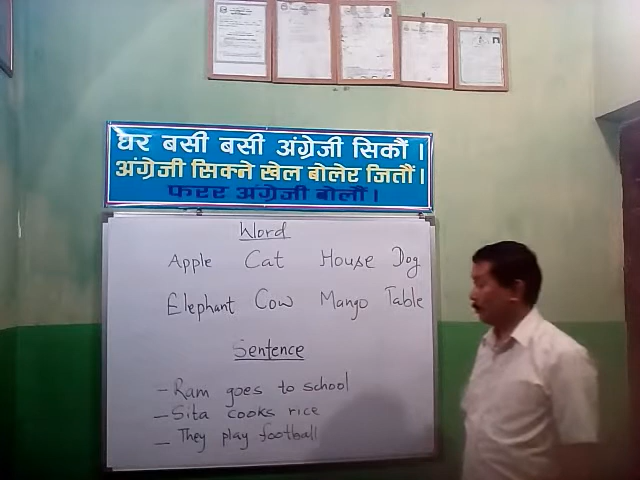 घर बसी बसी अंग्रेजी सिकौं ।
अंग्रेजी सिक्ने खेल बोलेर जितौं ।
फरर अंग्रेजी बोलौं ।
Word
Apple Cat House Dog
Elephant Cow Mango Table
Sentence
- Ram goes to school
- Sita cooks rice
- They play football